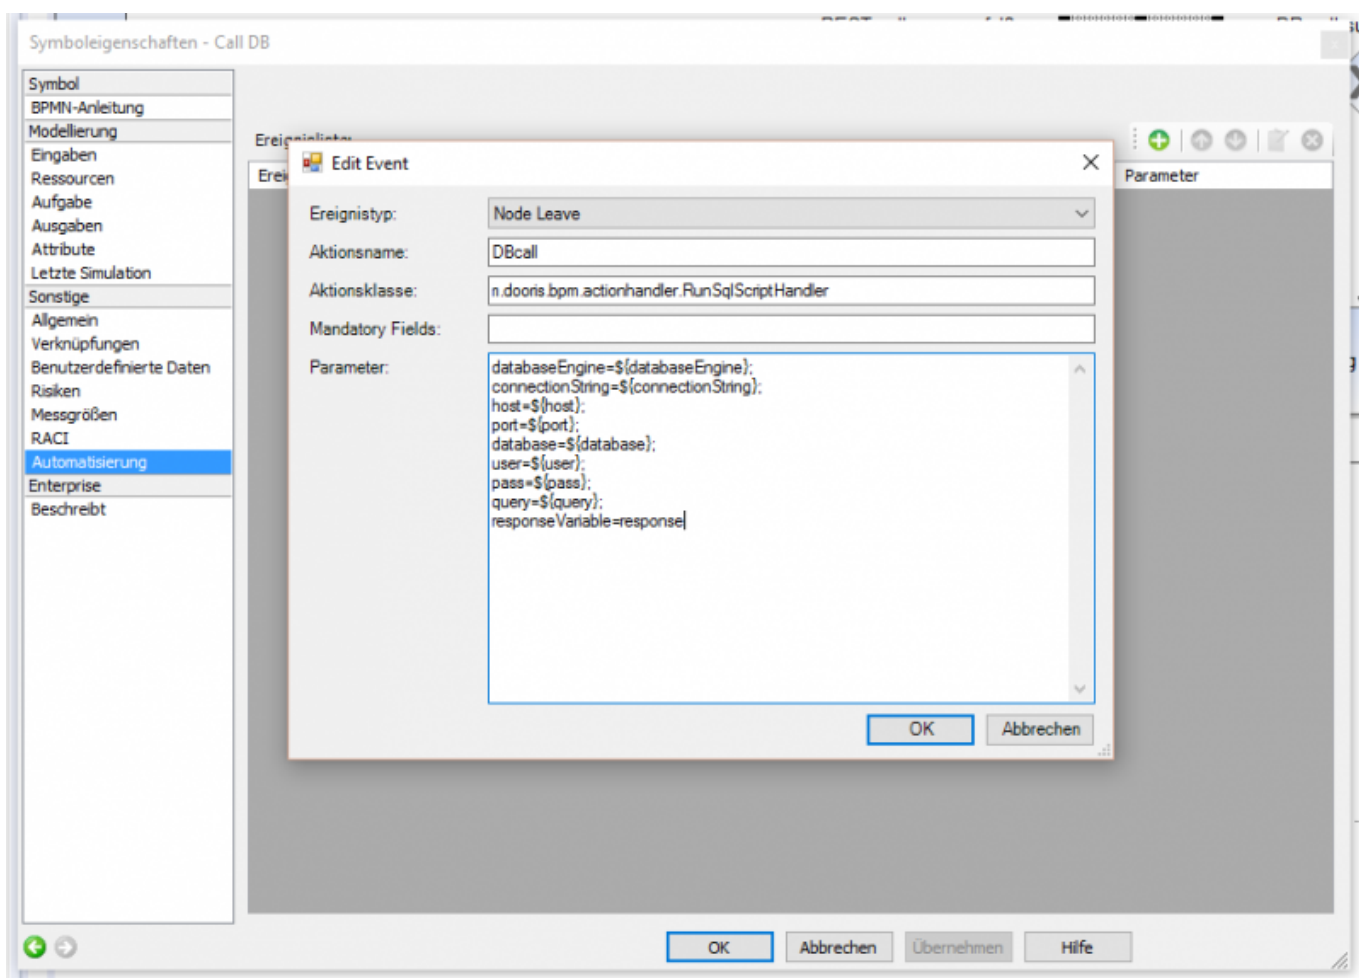 Symboleigenschaften - Call DB
Symbol
BPMN-Anleitung
Modellierung
Eingaben
Ressourcen
Aufgabe
Ausgaben
Attribute
Letzte Simulation
Sonstige
Allgemein
Verknüpfungen
Benutzerdefinierte Daten
Risiken
Messgrößen
RACI
Automatisierung
Enterprise
Beschreibt
Parameter
Edit Event
Ereignistyp: Node Leave
Aktionsname: DBcall
Aktionsklasse: n.dooris.bpm.actionhandler.RunSqlScriptHandler
Mandatory Fields:
Parameter: databaseEngine=${databaseEngine};
connectionString=${connectionString};
host=${host};
port=${port};
database=${database};
user=${user};
pass=${pass};
query=${query};
responseVariable=response
OK Abbrechen
OK Abbrechen Übernehmen Hilfe